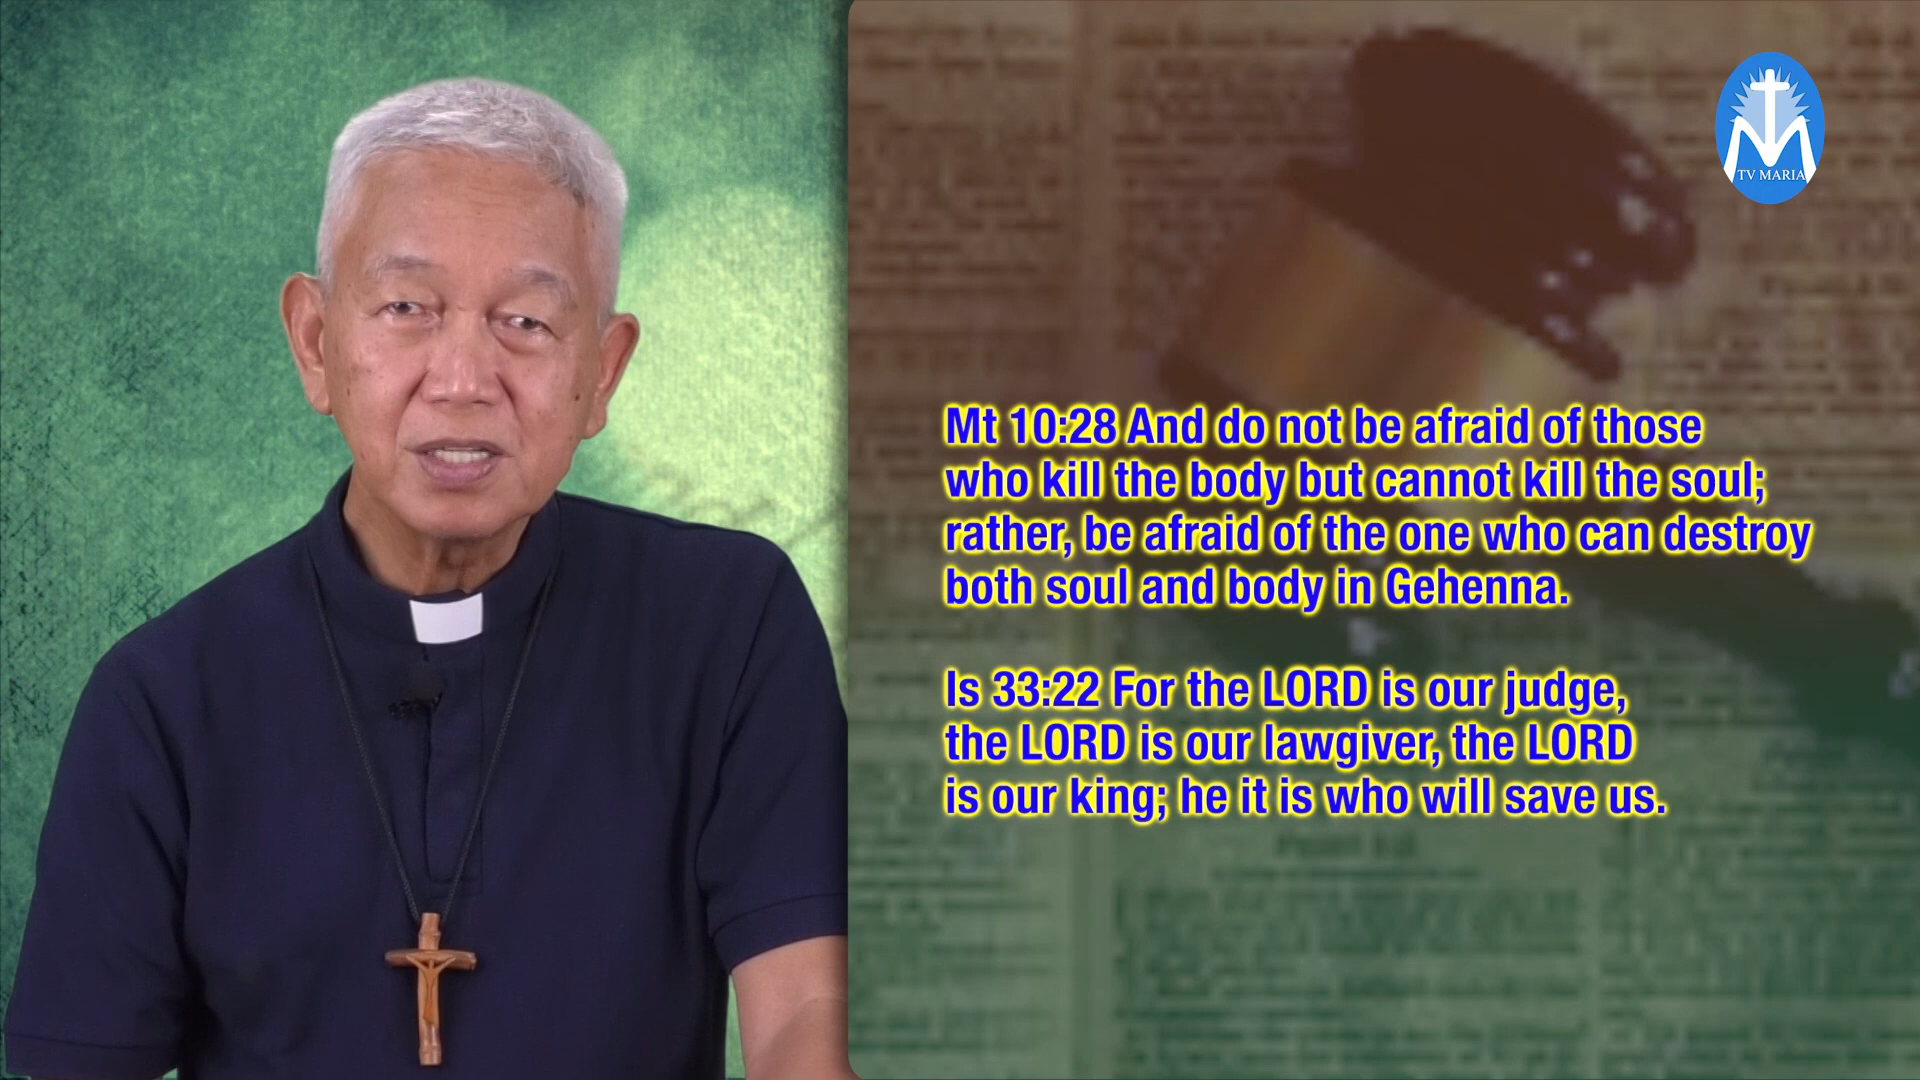 TV MARIA
Mt 10:28 And do not be afraid of those
who kill the body but cannot kill the soul;
rather, be afraid of the one who can destroy
both soul and body in Gehenna.
Is 33:22 For the LORD is our judge,
the LORD is our lawgiver, the LORD
is our king; he it is who will save us.